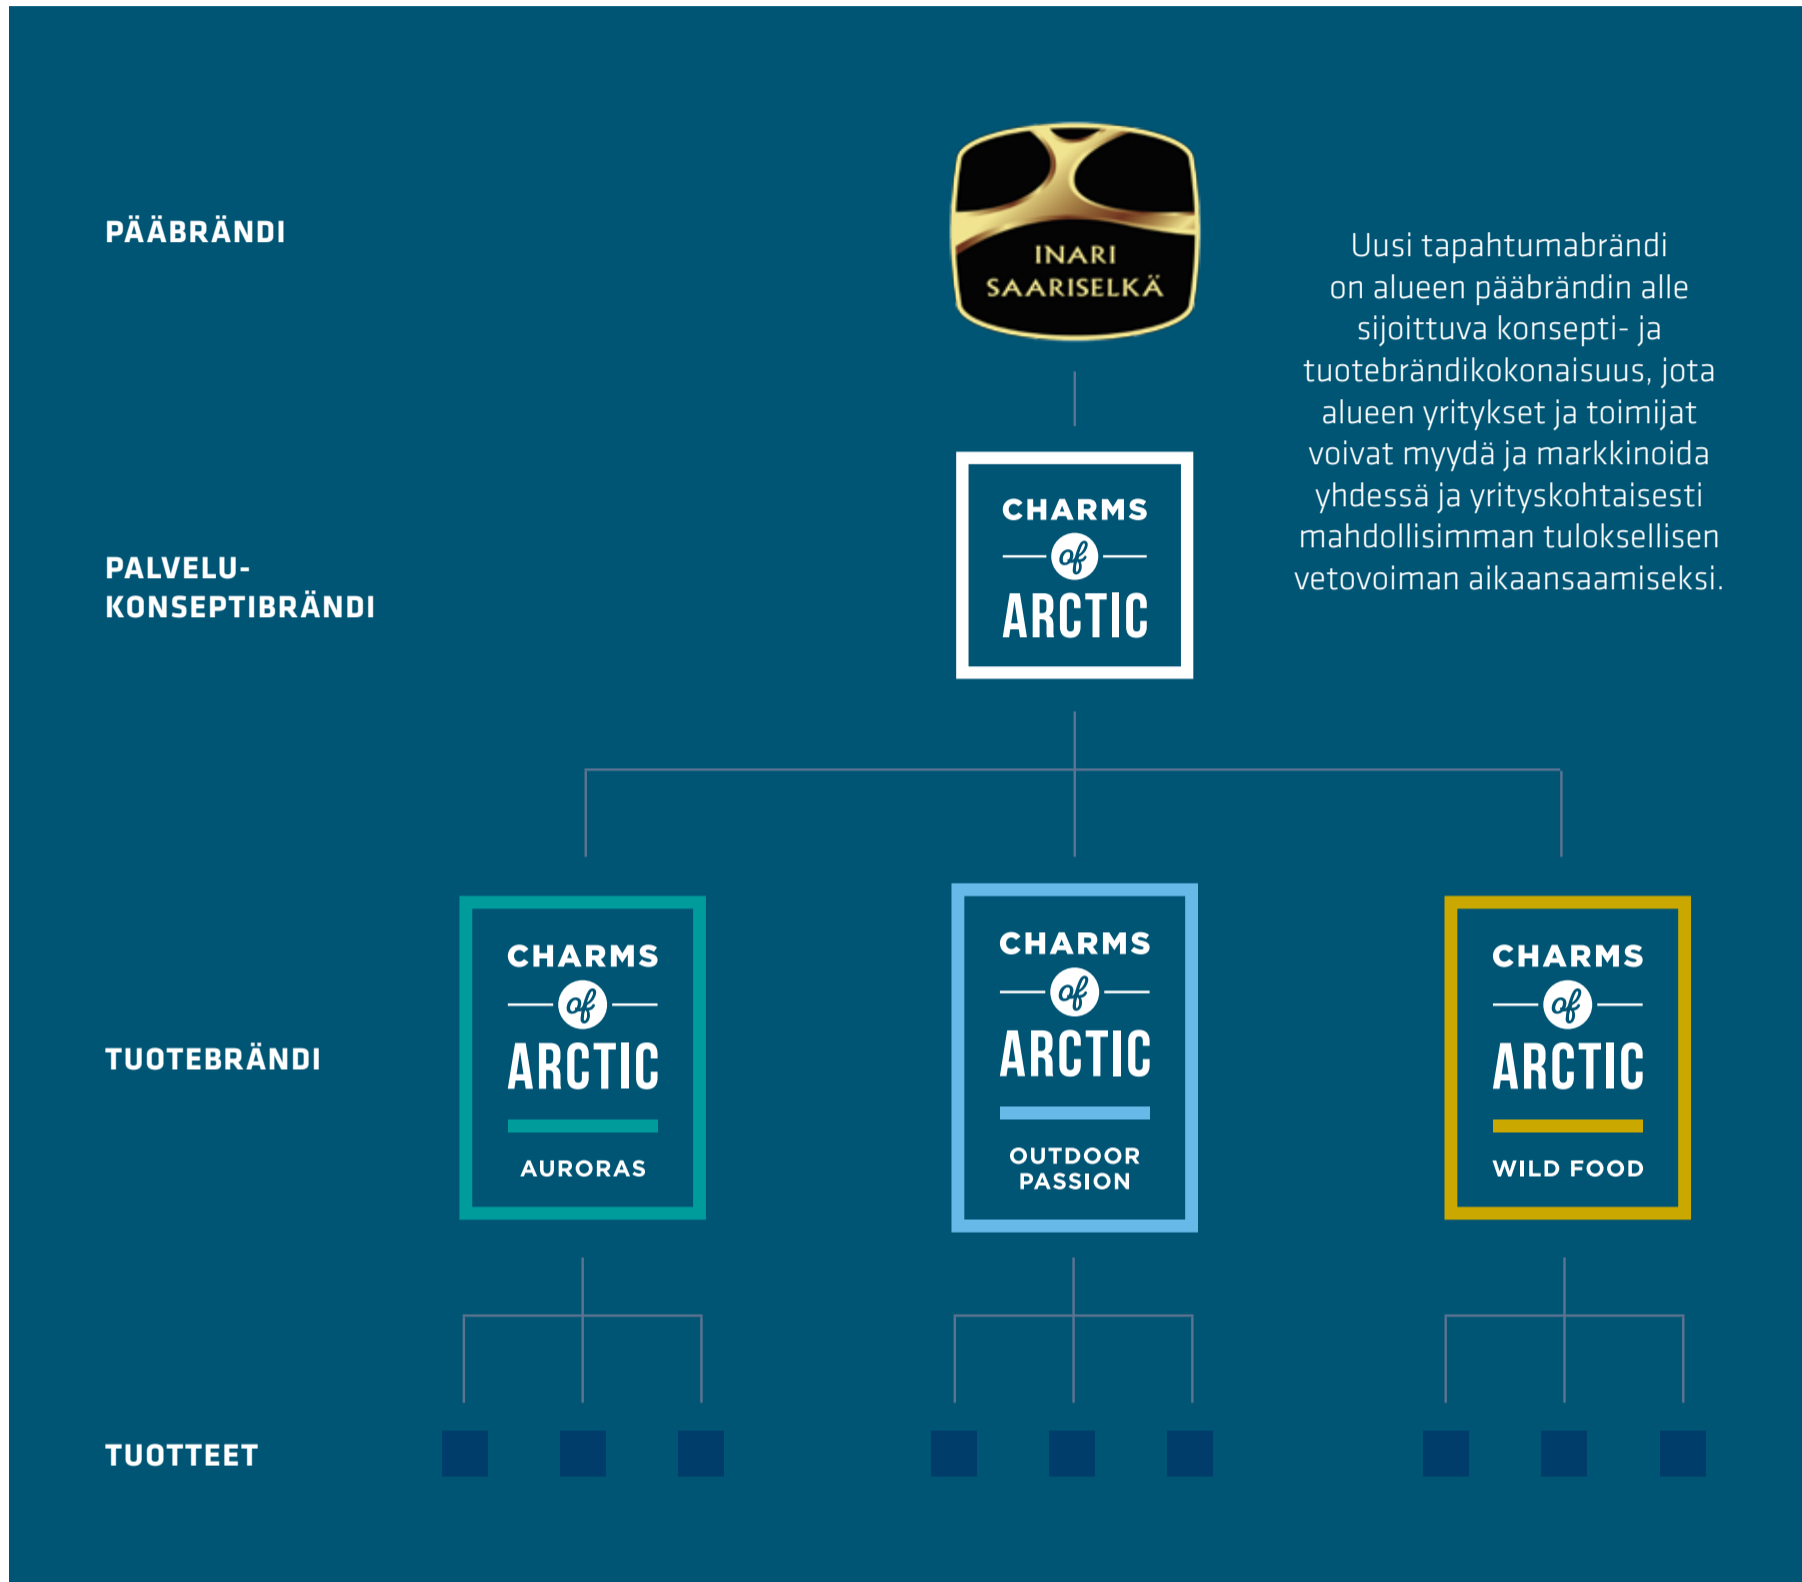 PÄÄBRÄNDI
INARI
SAARISELKÄ
Uusi tapahtumabrändi
on alueen pääbrändin alle
sijoittuva konsepti- ja
tuotebrändikokonaisuus, jota
alueen yritykset ja toimijat
voivat myydä ja markkinoida
yhdessä ja yrityskohtaisesti
mahdollisimman tuloksellisen
vetovoiman aikaansaamiseksi.
PALVELU-
KONSEPTIBRÄNDI
CHARMS
of
ARCTIC
TUOTEBRÄNDI
CHARMS
of
ARCTIC
AURORAS
CHARMS
of
ARCTIC
OUTDOOR
PASSION
CHARMS
of
ARCTIC
WILD FOOD
TUOTTEET